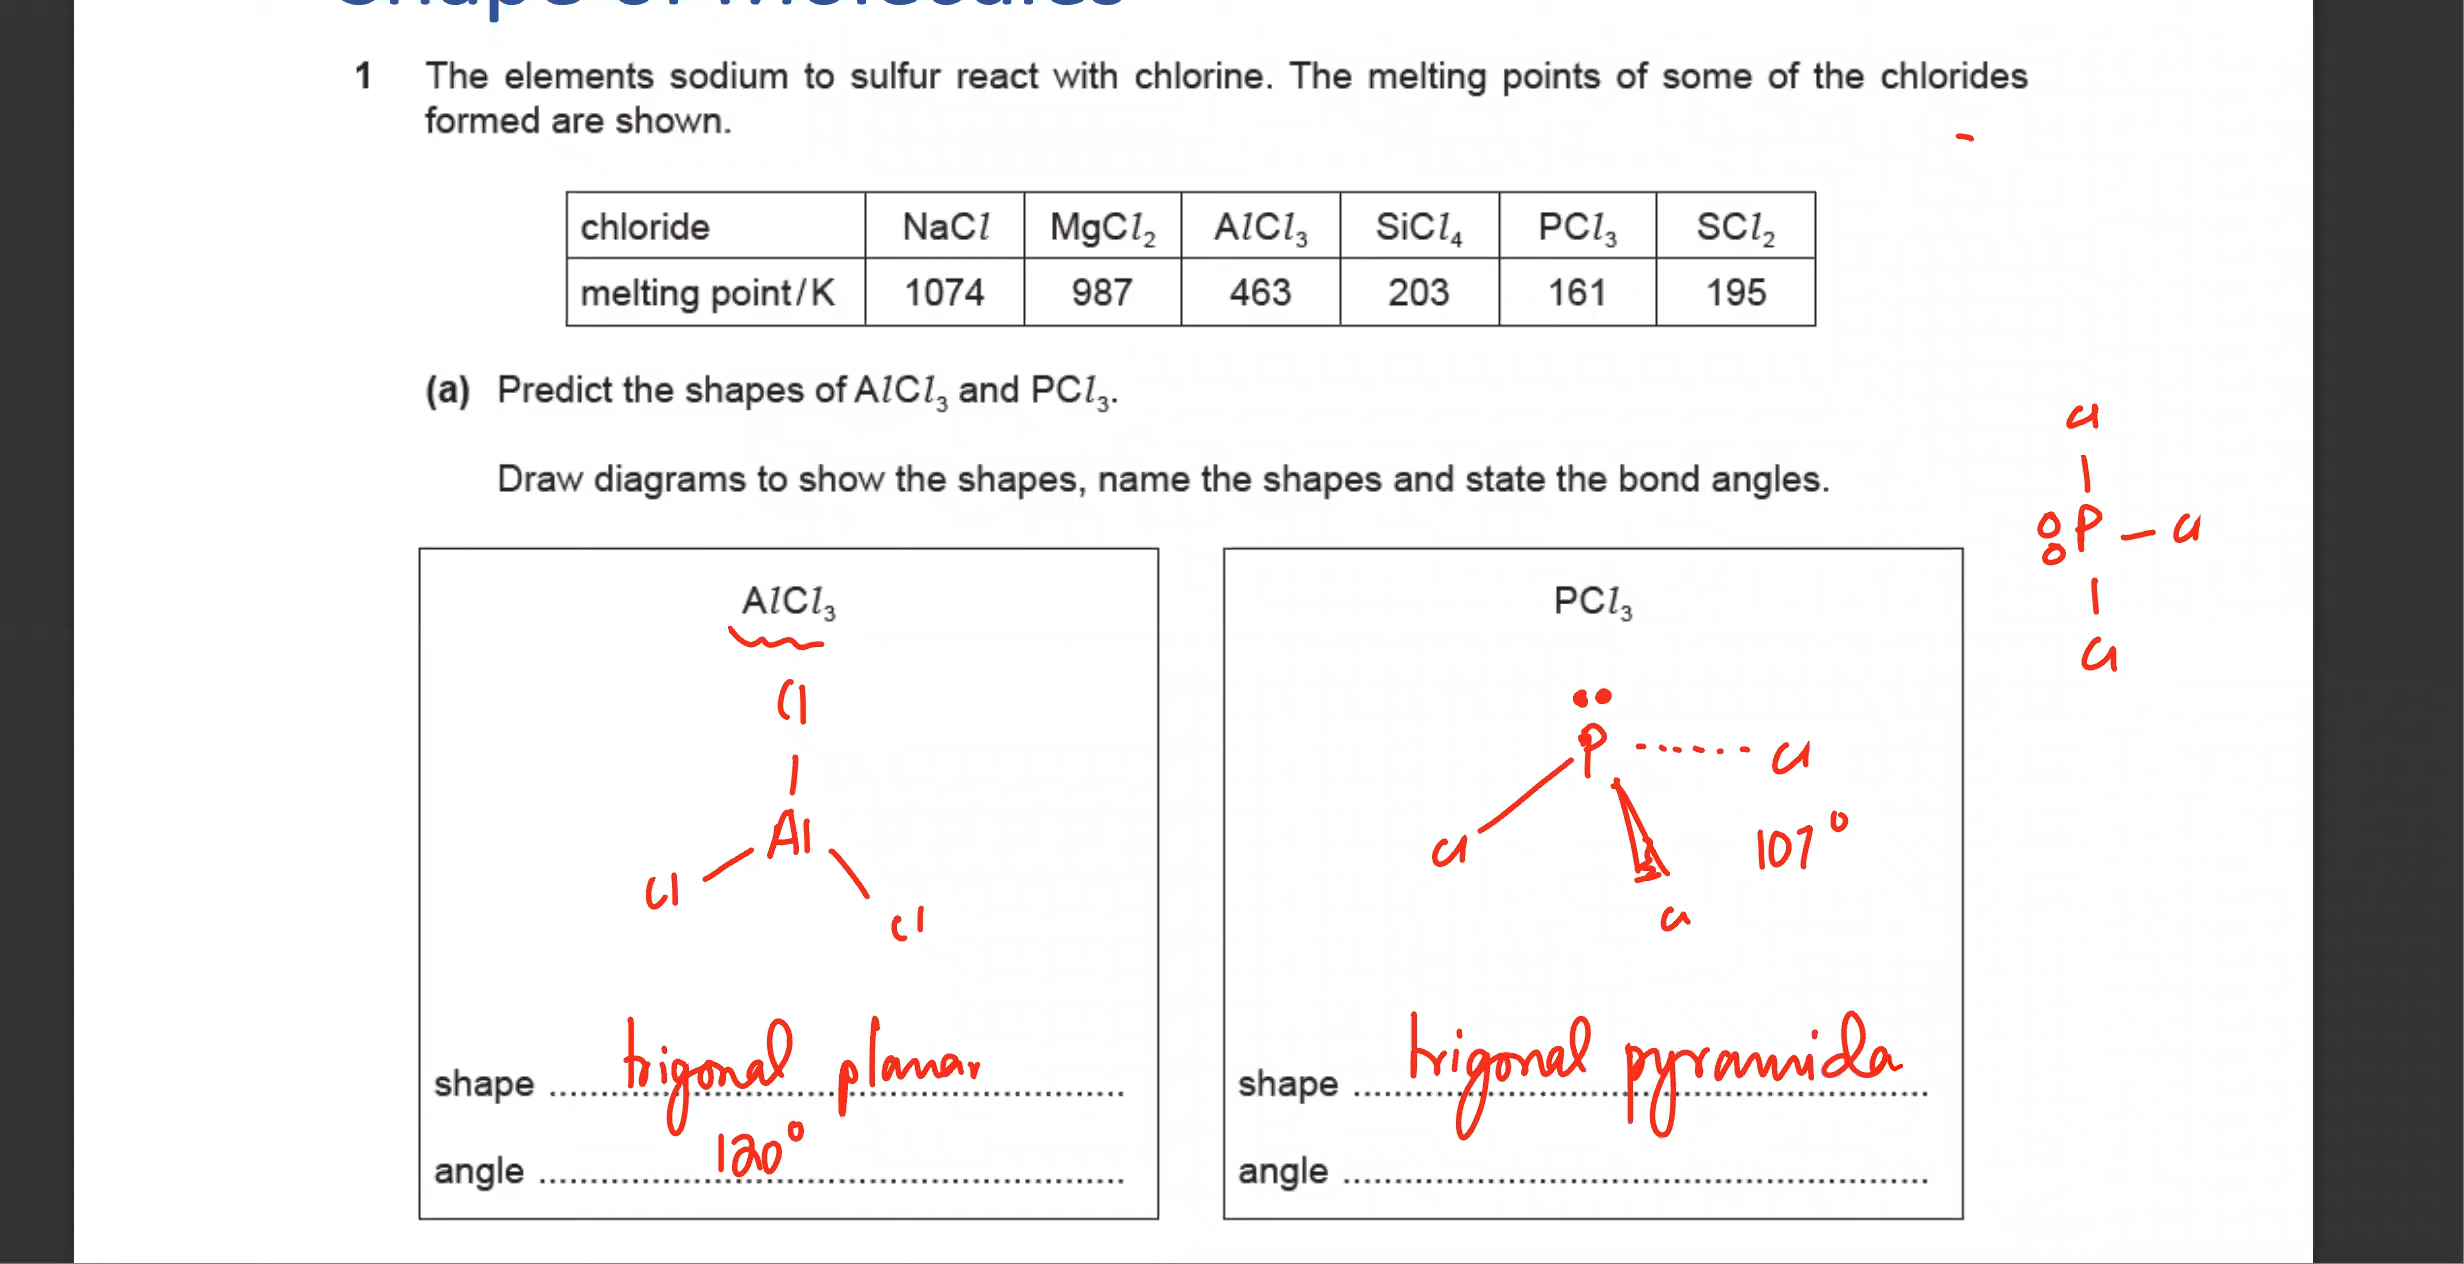 Shape of Molecules
1 The elements sodium to sulfur react with chlorine. The melting points of some of the chlorides
formed are shown.
chloride NaCl MgCl₂ AlCl₃ SiCl₄ PCl₃ SCl₂
melting point/K 1074 987 463 203 161 195
(a) Predict the shapes of AlCl₃ and PCl₃.
Draw diagrams to show the shapes, name the shapes and state the bond angles.
Cl
P – Cl
Cl
AlCl₃
Cl
Al
Cl
Cl
shape trigonal planar
angle 120°
PCl₃
P Cl
Cl 107°
Cl
shape trigonal pyramida
angle